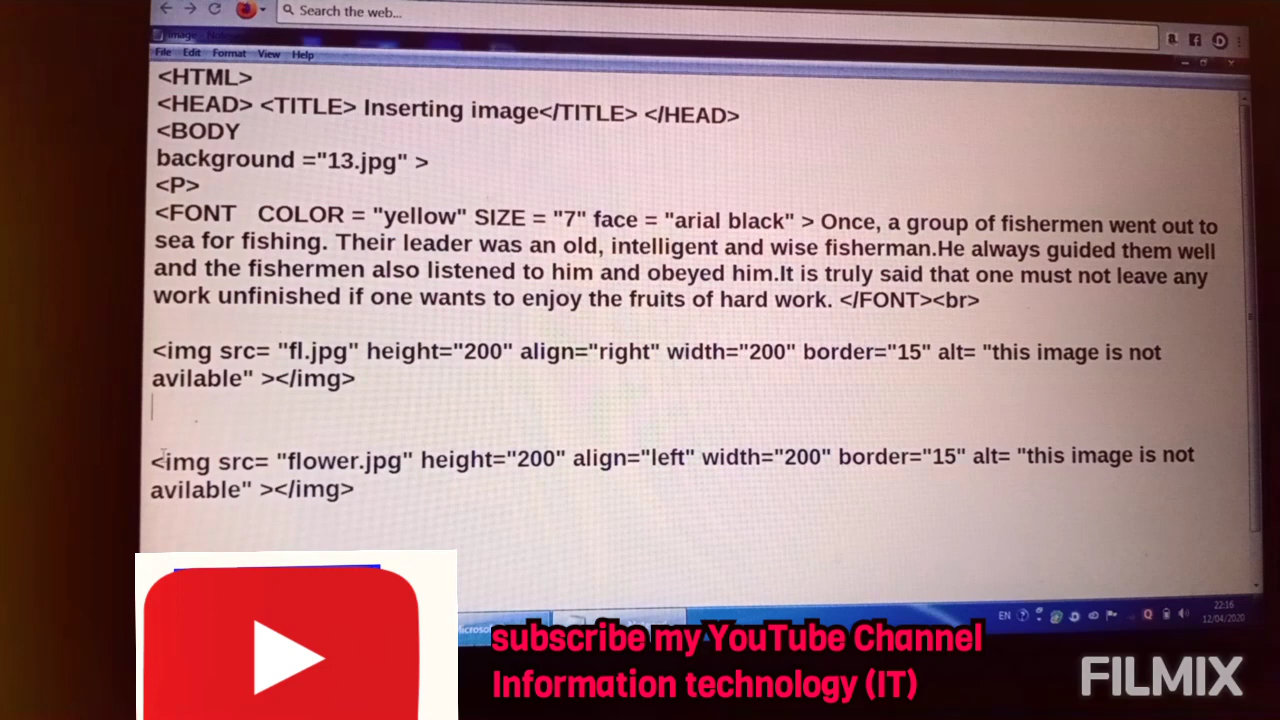 Search the web...
image - Notepad
File Edit Format View Help
<HTML>
<HEAD> <TITLE> Inserting image</TITLE> </HEAD>
<BODY
background ="13.jpg" >
<P>
<FONT COLOR = "yellow" SIZE = "7" face = "arial black" > Once, a group of fishermen went out to
sea for fishing. Their leader was an old, intelligent and wise fisherman.He always guided them well
and the fishermen also listened to him and obeyed him.It is truly said that one must not leave any
work unfinished if one wants to enjoy the fruits of hard work. </FONT><br>
<img src= "fl.jpg" height="200" align="right" width="200" border="15" alt= "this image is not
avilable" ></img>
<img src= "flower.jpg" height="200" align="left" width="200" border="15" alt= "this image is not
avilable" ></img>
EN
22:16
12/04/2020
subscribe my YouTube Channel
Information technology (IT)
FILMIX